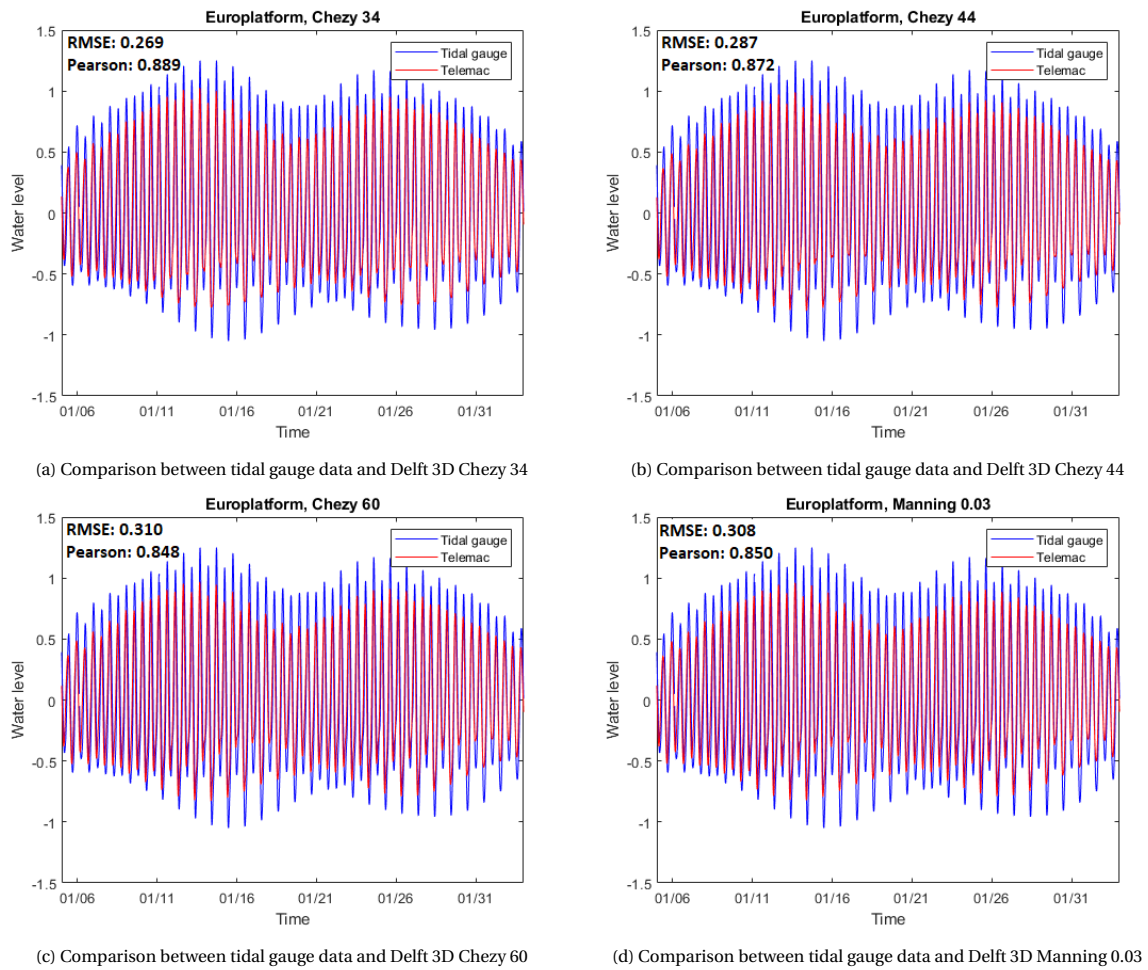 Europlatform, Chezy 34
RMSE: 0.269
Pearson: 0.889
Tidal gauge
Telemac
1.5
1
0.5
0
-0.5
-1
-1.5
Water level
01/06 01/11 01/16 01/21 01/26 01/31
Time
(a) Comparison between tidal gauge data and Delft 3D Chezy 34
Europlatform, Chezy 44
RMSE: 0.287
Pearson: 0.872
Tidal gauge
Telemac
1.5
1
0.5
0
-0.5
-1
-1.5
Water level
01/06 01/11 01/16 01/21 01/26 01/31
Time
(b) Comparison between tidal gauge data and Delft 3D Chezy 44
Europlatform, Chezy 60
RMSE: 0.310
Pearson: 0.848
Tidal gauge
Telemac
1.5
1
0.5
0
-0.5
-1
-1.5
Water level
01/06 01/11 01/16 01/21 01/26 01/31
Time
(c) Comparison between tidal gauge data and Delft 3D Chezy 60
Europlatform, Manning 0.03
RMSE: 0.308
Pearson: 0.850
Tidal gauge
Telemac
1.5
1
0.5
0
-0.5
-1
-1.5
Water level
01/06 01/11 01/16 01/21 01/26 01/31
Time
(d) Comparison between tidal gauge data and Delft 3D Manning 0.03